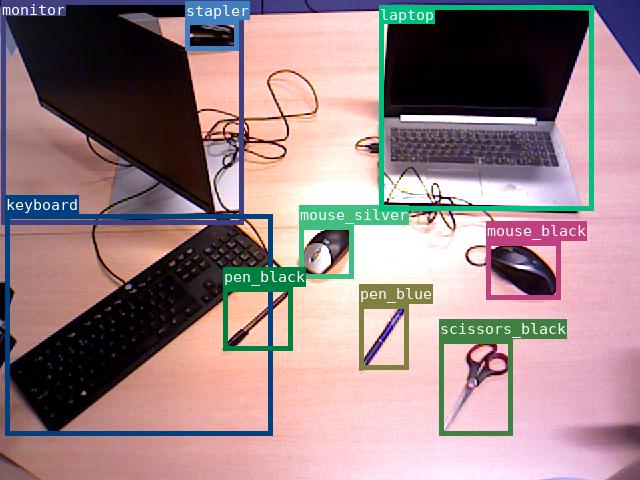 monitor
stapler
laptop
keyboard
mouse_silver
mouse_black
pen_black
pen_blue
scissors_black